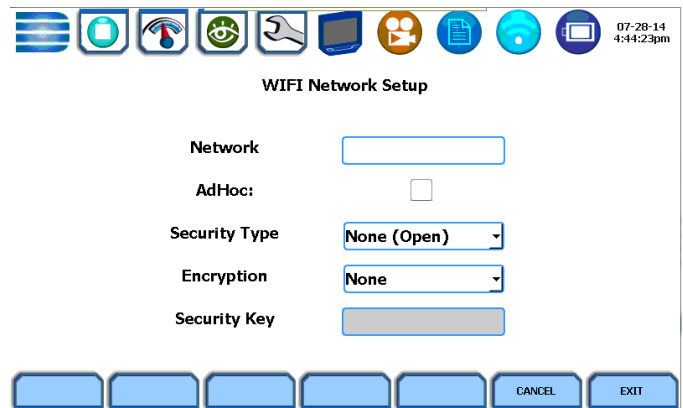 07-28-14
4:44:23pm
WIFI Network Setup
Network
AdHoc:
Security Type
None (Open)
Encryption
None
Security Key
CANCEL
EXIT